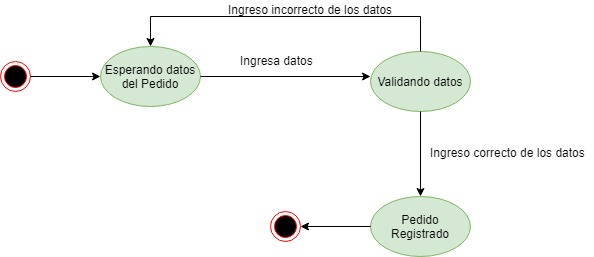 Ingreso incorrecto de los datos
Esperando datos
del Pedido
Ingresa datos
Validando datos
Ingreso correcto de los datos
Pedido
Registrado